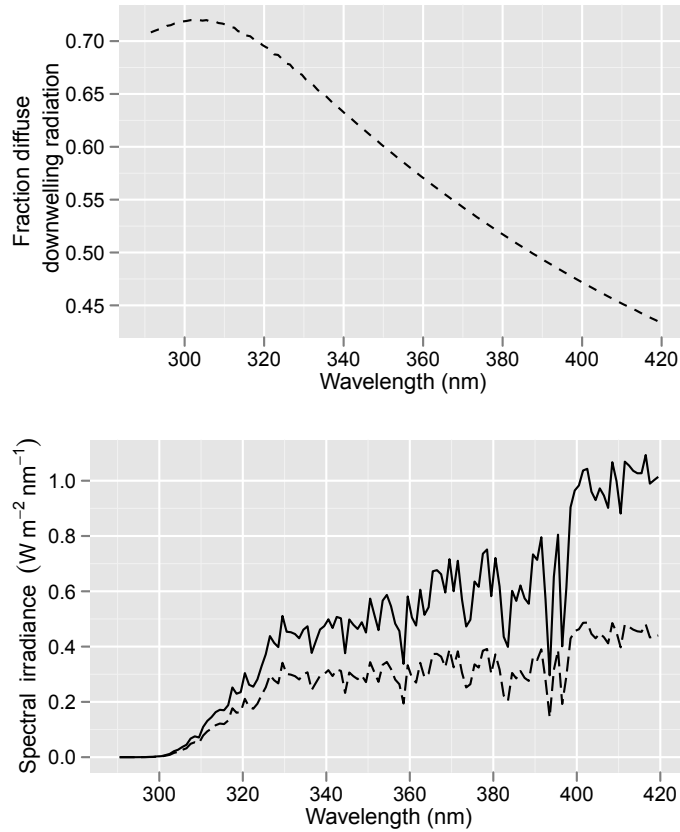 Fraction diffuse
downwelling radiation
0.70
0.65
0.60
0.55
0.50
0.45
300 320 340 360 380 400 420
Wavelength (nm)
Spectral irradiance (W m⁻² nm⁻¹)
1.0
0.8
0.6
0.4
0.2
0.0
300 320 340 360 380 400 420
Wavelength (nm)